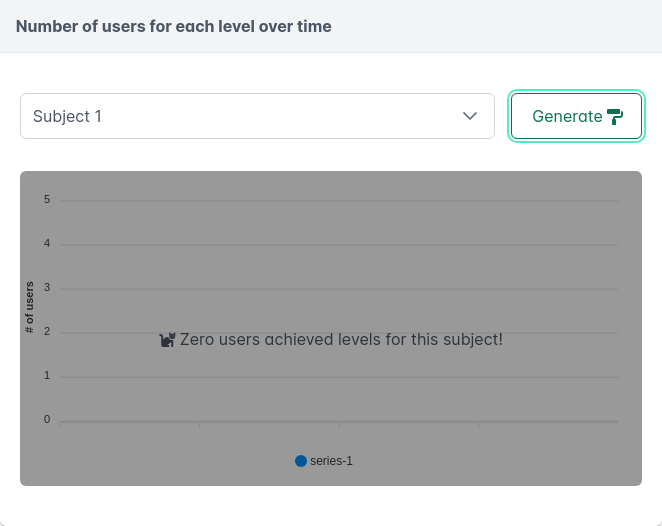 Number of users for each level over time
Subject 1
Generate
5
4
3
# of users
2
Zero users achieved levels for this subject!
1
0
series-1